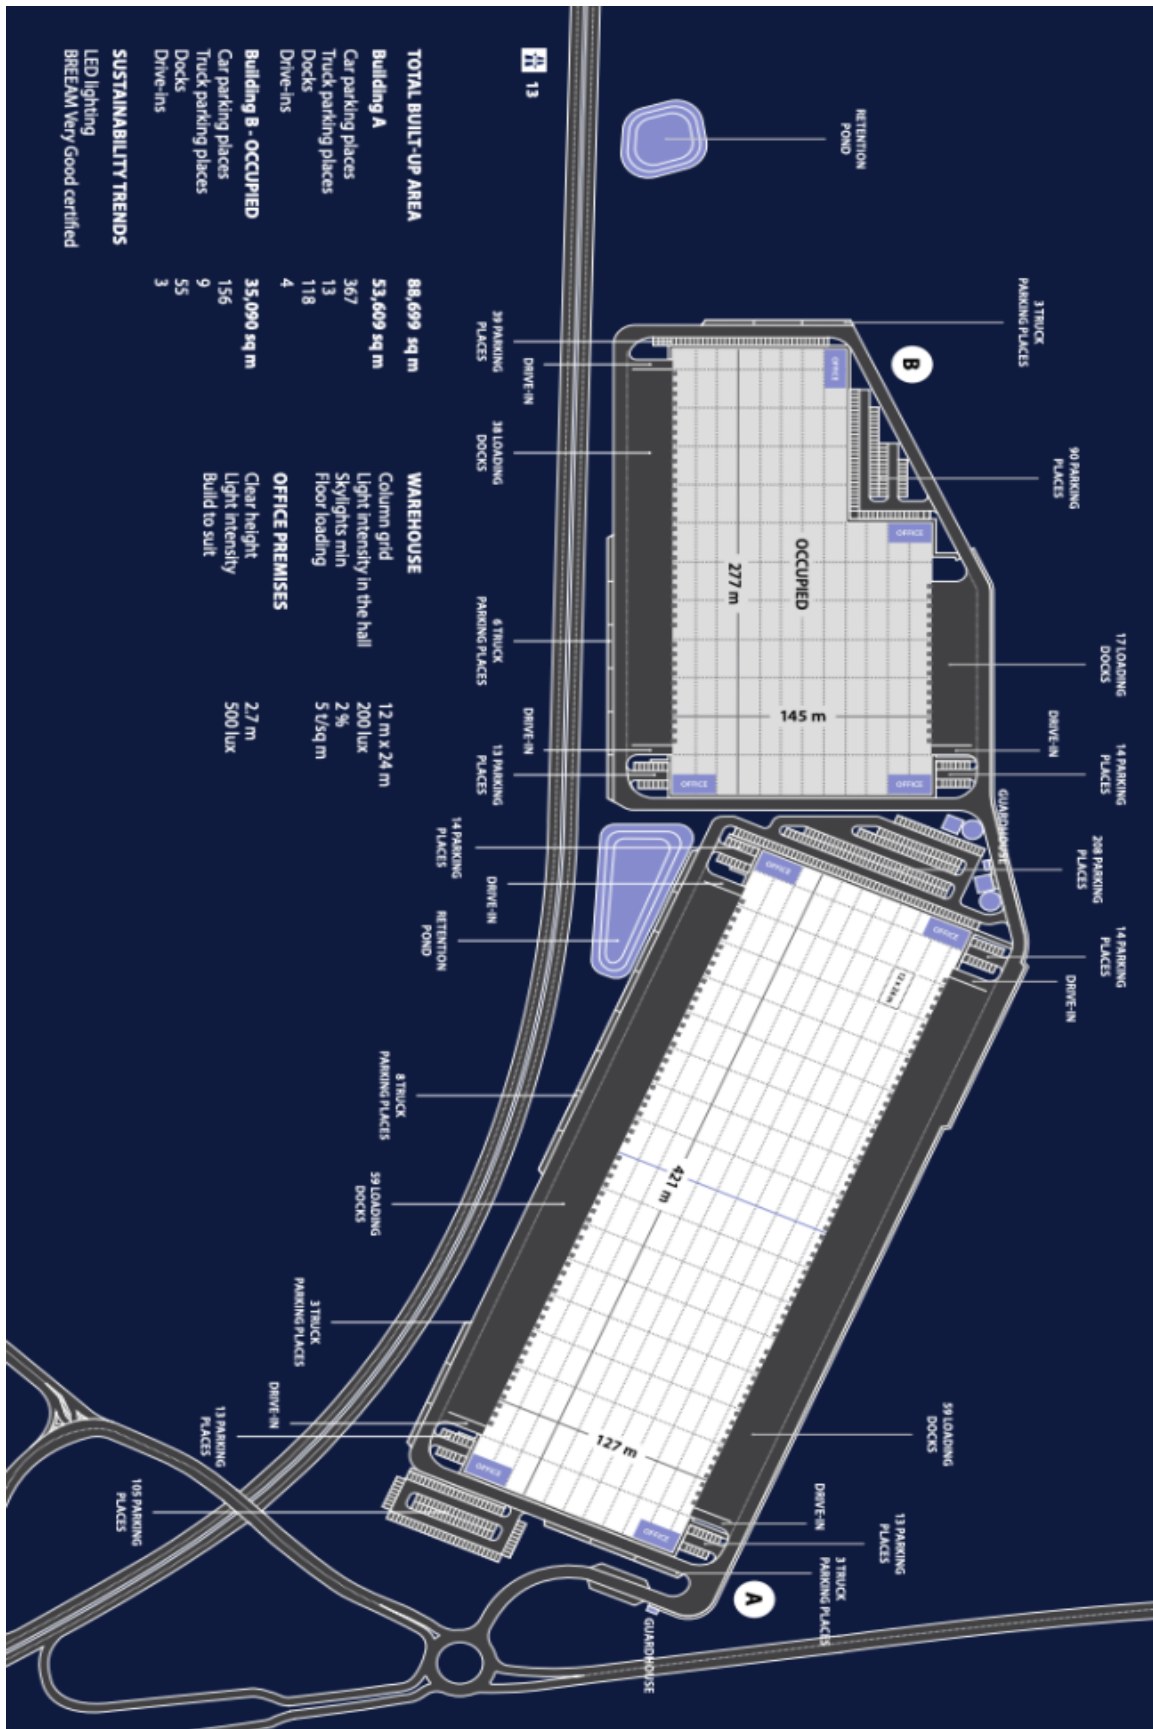 17 LOADING
DOCKS
14 PARKING
PLACES
14 PARKING
PLACES
208 PARKING
PLACES
90 PARKING
PLACES
DRIVE-IN
DRIVE-IN
3 TRUCK
PARKING PLACES
GUARDHOUSE
59 LOADING
DOCKS
B
OFFICE
OFFICE
OFFICE
12 x 24 m
13 PARKING
PLACES
RETENTION
POND
OFFICE
3 TRUCK
PARKING PLACES
DRIVE-IN
OCCUPIED
145 m
OFFICE
A
277 m
OFFICE
421 m
OFFICE
GUARDHOUSE
127 m
13
DRIVE-IN
DRIVE-IN
OFFICE
39 PARKING
PLACES
38 LOADING
DOCKS
6 TRUCK
PARKING PLACES
13 PARKING
PLACES
14 PARKING
PLACES
DRIVE-IN
RETENTION
POND
8 TRUCK
PARKING PLACES
59 LOADING
DOCKS
3 TRUCK
PARKING PLACES
DRIVE-IN
13 PARKING
PLACES
105 PARKING
PLACES
TOTAL BUILT-UP AREA 88,699 sq m
Building A 53,609 sq m
Car parking places 367
Truck parking places 13
Docks 118
Drive-ins 4
Building B - OCCUPIED 35,090 sq m
Car parking places 156
Truck parking places 9
Docks 55
Drive-ins 3
SUSTAINABILITY TRENDS
LED lighting
BREEAM Very Good certified
WAREHOUSE
Column grid 12 m x 24 m
Light intensity in the hall 200 lux
Skylights min 2 %
Floor loading 5 t/sq m
OFFICE PREMISES
Clear height 2.7 m
Light intensity 500 lux
Build to suit